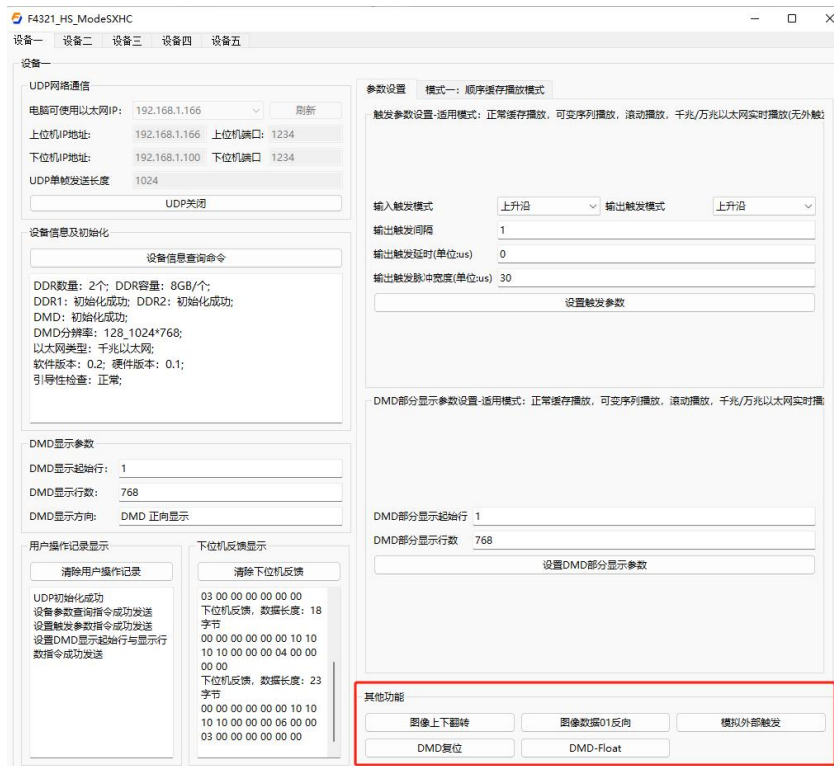 F4321_HS_ModeSXHC
设备一 设备二 设备三 设备四 设备五
设备一
UDP网络通信
电脑可使用以太网IP: 192.168.1.166 刷新
上位机IP地址: 192.168.1.166 上位机端口: 1234
下位机IP地址: 192.168.1.100 下位机端口 1234
UDP单帧发送长度 1024
UDP关闭
设备信息及初始化
设备信息查询命令
DDR数量: 2个; DDR容量: 8GB/个;
DDR1: 初始化成功; DDR2: 初始化成功;
DMD: 初始化成功;
DMD分辨率: 128_1024*768;
以太网类型: 千兆以太网;
软件版本: 0.2; 硬件版本: 0.1;
引导性检查: 正常;
DMD显示参数
DMD显示起始行: 1
DMD显示行数: 768
DMD显示方向: DMD 正向显示
用户操作记录显示
清除用户操作记录
UDP初始化成功
设备参数查询指令成功发送
设置触发参数指令成功发送
设置DMD显示起始行与显示行
数指令成功发送
下位机反馈显示
清除下位机反馈
03 00 00 00 00 00 00
下位机反馈, 数据长度: 18
字节
00 00 00 00 00 00 10 10
10 10 00 00 00 04 00 00
00 00
下位机反馈, 数据长度: 23
字节
00 00 00 00 00 00 10 10
10 10 00 00 00 06 00 00
03 00 00 00 00 00 00
参数设置 模式一: 顺序缓存播放模式
触发参数设置-适用模式: 正常缓存播放, 可变序列播放, 滚动播放, 千兆/万兆以太网实时播放(无外触
输入触发模式 上升沿 输出触发模式 上升沿
输出触发间隔 1
输出触发延时(单位:us) 0
输出触发脉冲宽度(单位:us) 30
设置触发参数
DMD部分显示参数设置-适用模式: 正常缓存播放, 可变序列播放, 滚动播放, 千兆/万兆以太网实时播
DMD部分显示起始行 1
DMD部分显示行数 768
设置DMD部分显示参数
其他功能
图像上下翻转 图像数据01反向 模拟外部触发
DMD复位 DMD-Float